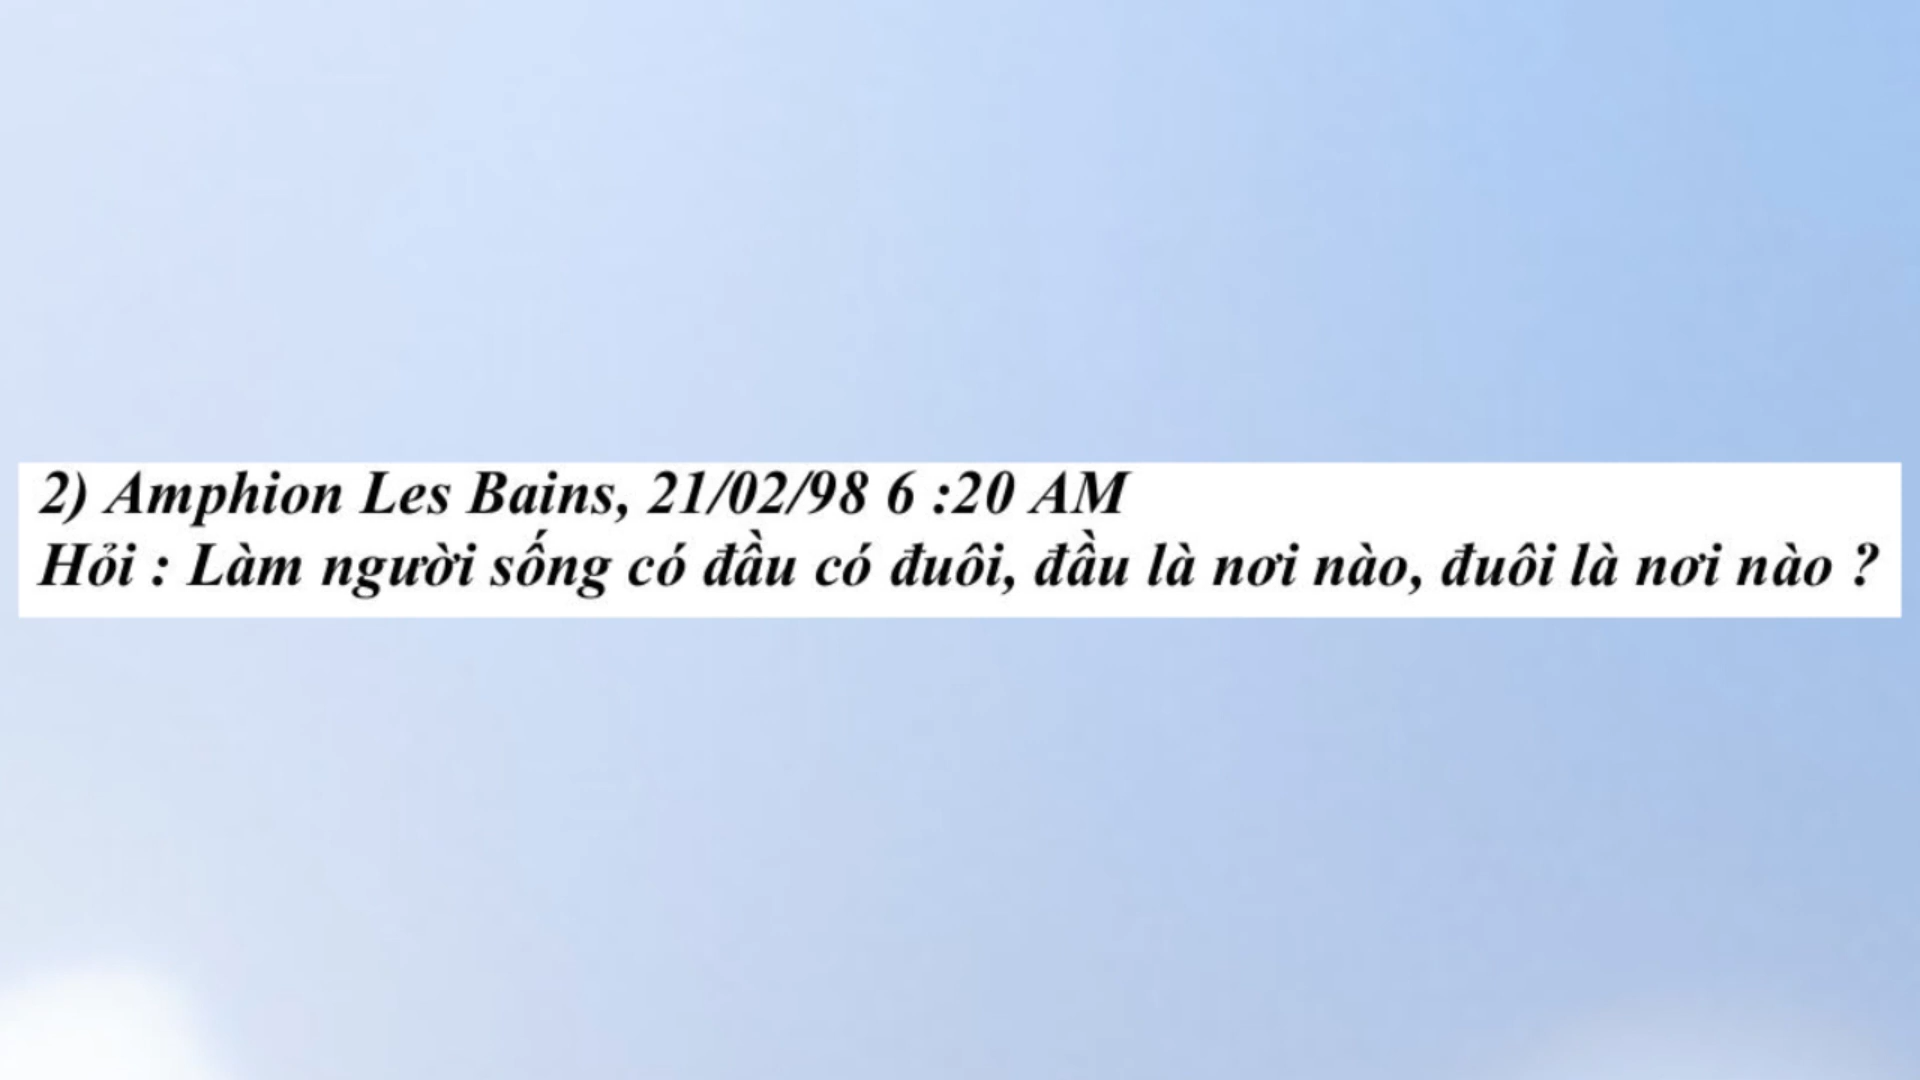 2) Amphion Les Bains, 21/02/98 6 :20 AM
Hỏi : Làm người sống có đầu có đuôi, đầu là nơi nào, đuôi là nơi nào ?